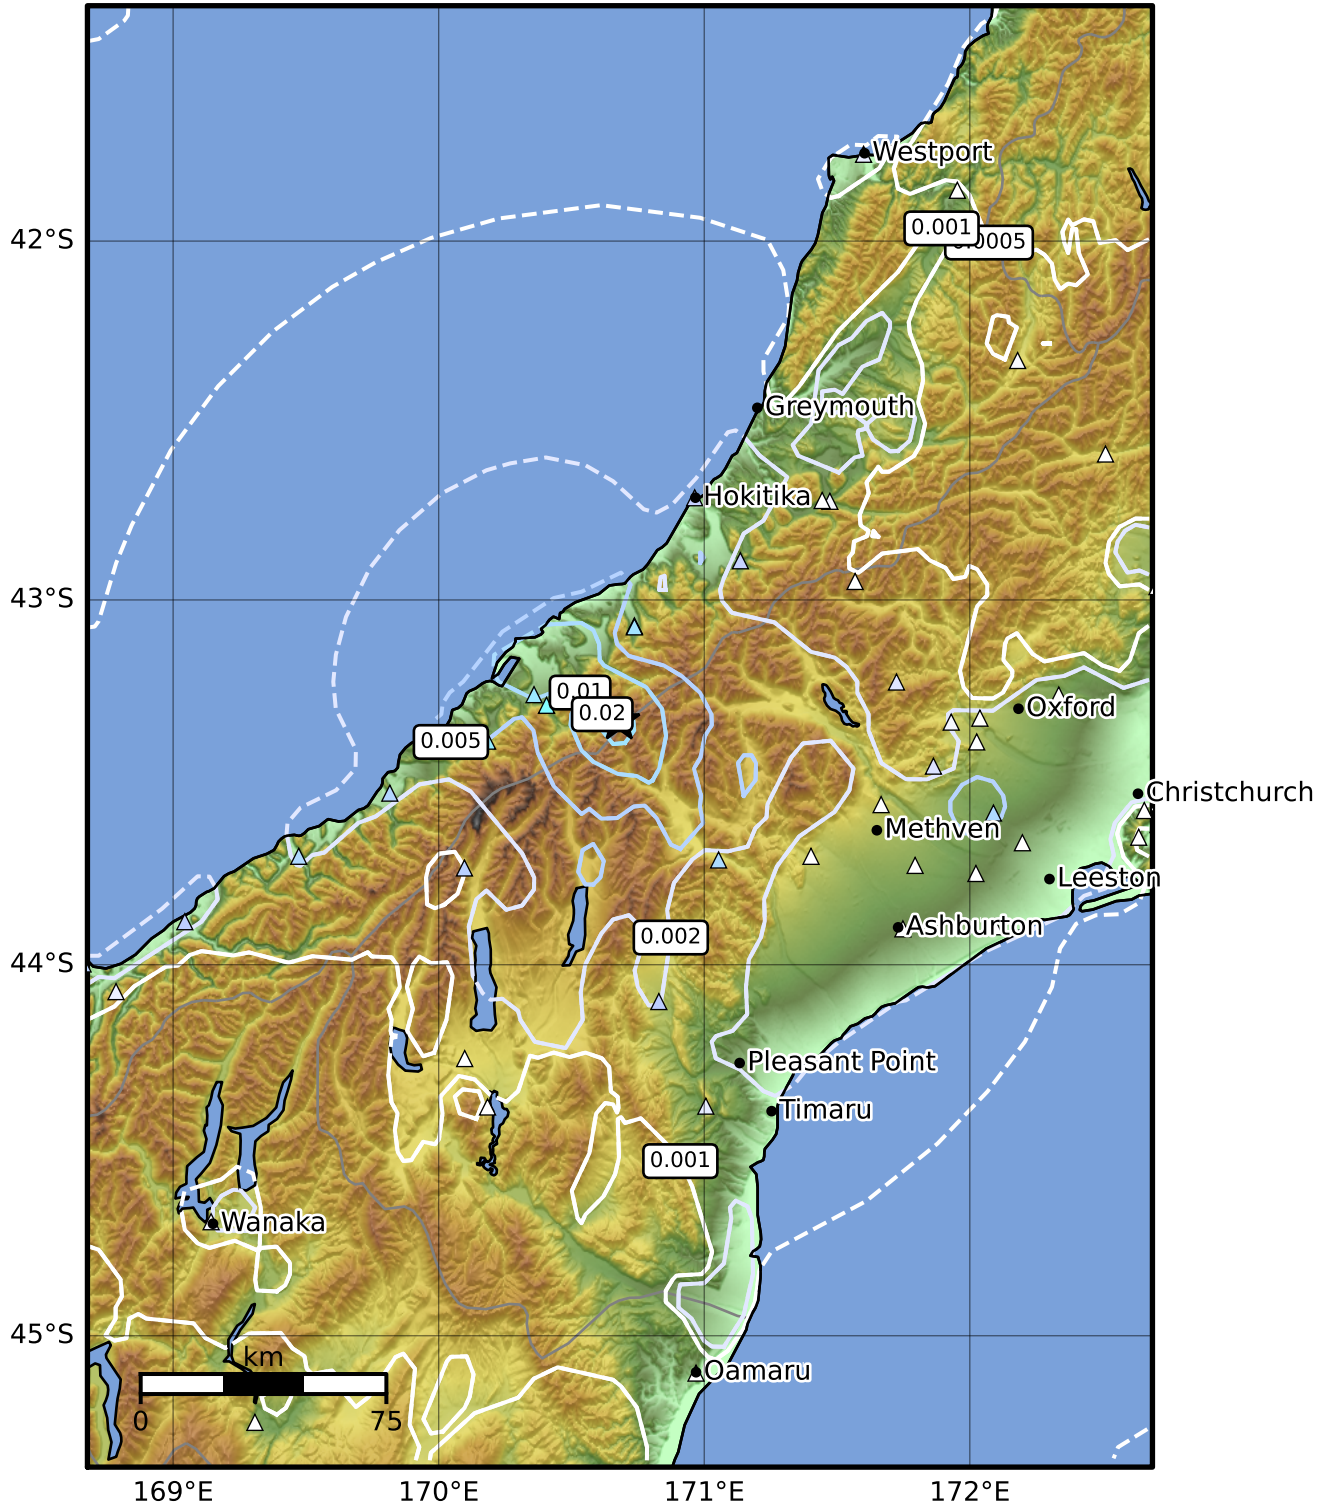 Westport
0.001
0.0005
42°S
Greymouth
Hokitika
43°S
0.01
0.02
Oxford
0.005
Christchurch
Methven
Leeston
Ashburton
0.002
44°S
Pleasant Point
Timaru
0.001
Wanaka
45°S
km
Oamaru
0
75
169°E
170°E
171°E
172°E